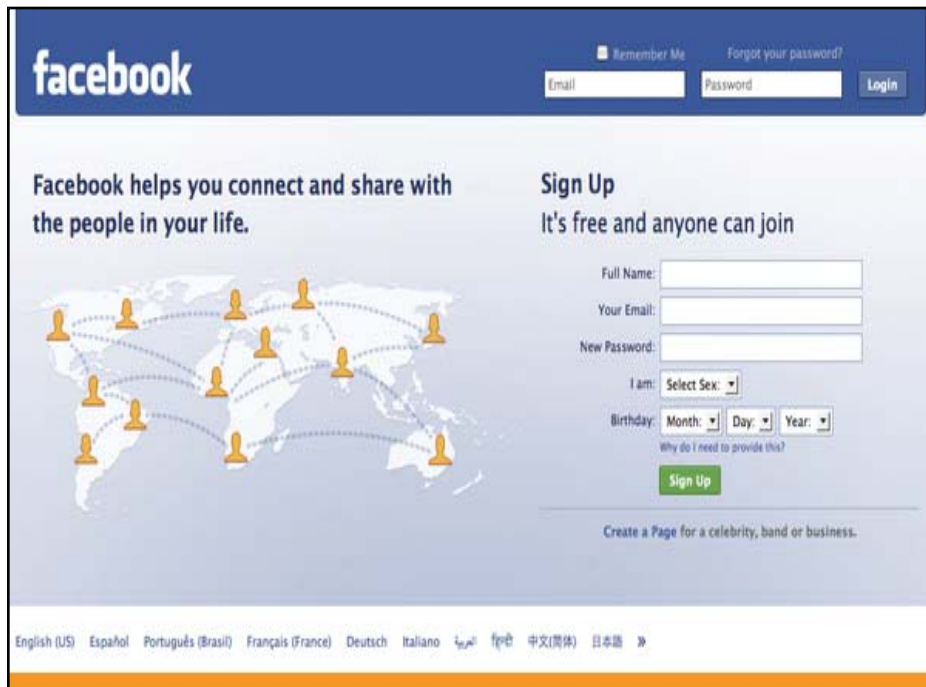 facebook
Remember Me
Forgot your password?
Email
Password
Login
Facebook helps you connect and share with
the people in your life.
Sign Up
It's free and anyone can join
Full Name:
Your Email:
New Password:
I am: Select Sex:
Birthday: Month: Day: Year:
Why do I need to provide this?
Sign Up
Create a Page for a celebrity, band or business.
English (US) Español Português (Brasil) Français (France) Deutsch Italiano العربية हिन्दी 中文(简体) 日本語 »